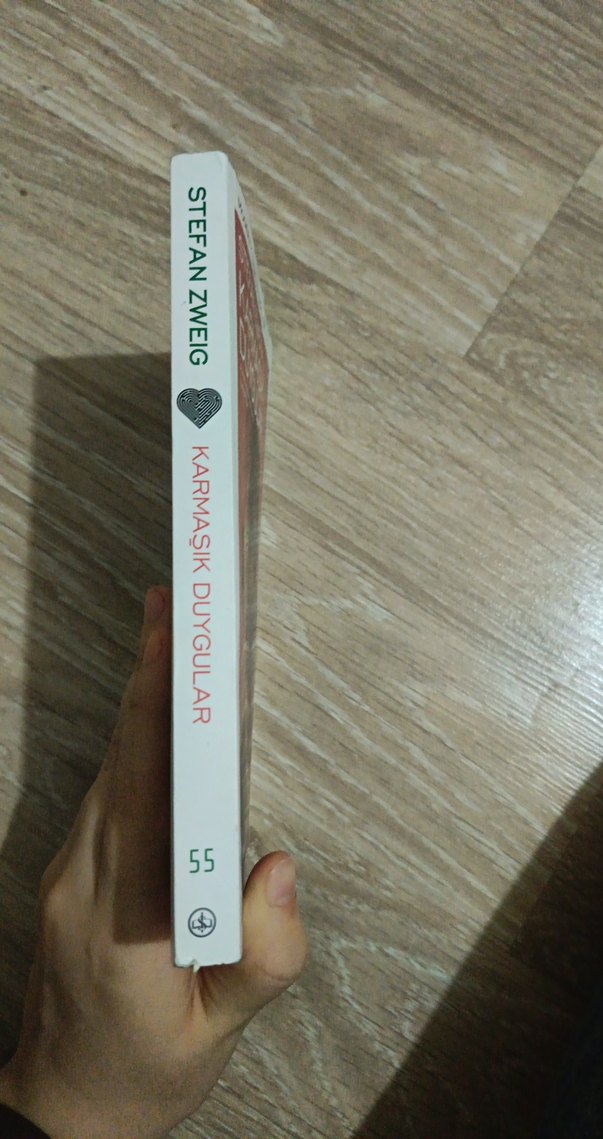 STEFAN ZWEIG
KARMAŞIK DUYGULAR
55